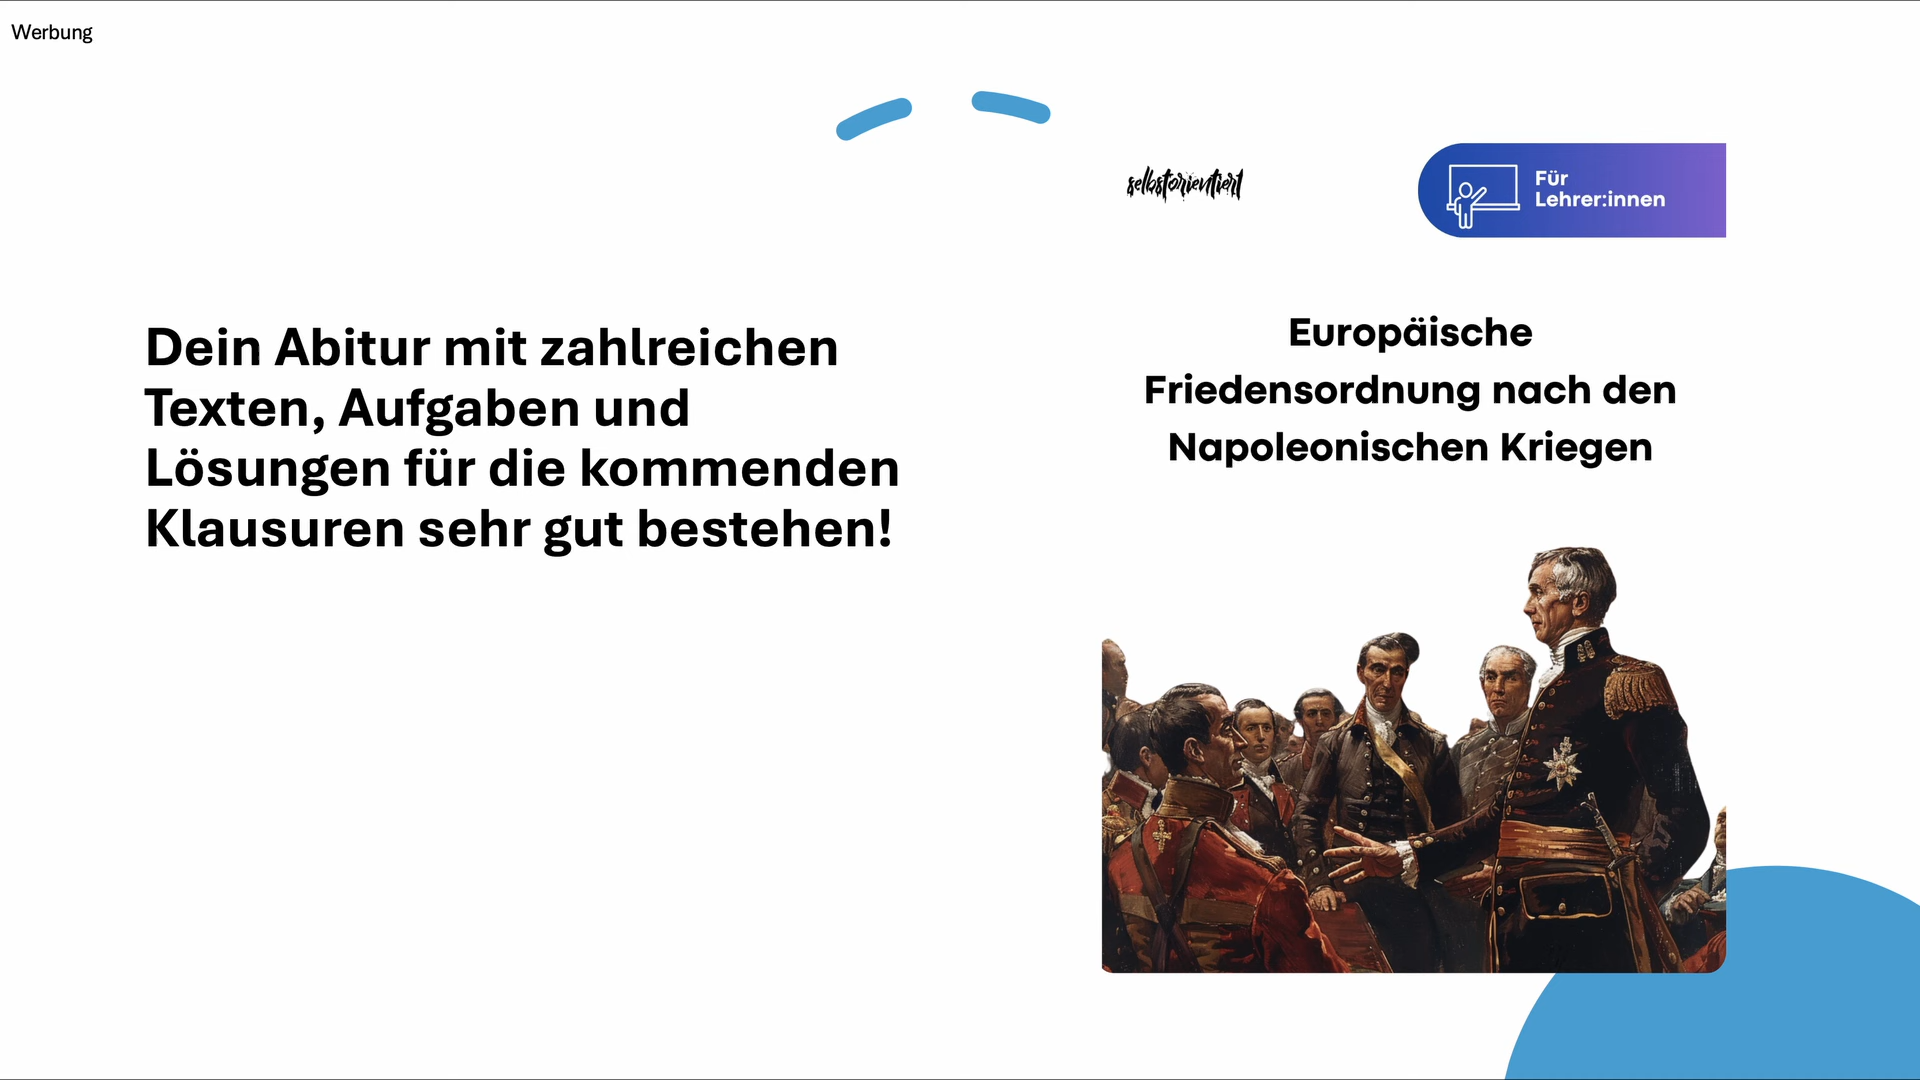 Werbung
selbstorientiert
Für
Lehrer:innen
Dein Abitur mit zahlreichen
Texten, Aufgaben und
Lösungen für die kommenden
Klausuren sehr gut bestehen!
Europäische
Friedensordnung nach den
Napoleonischen Kriegen